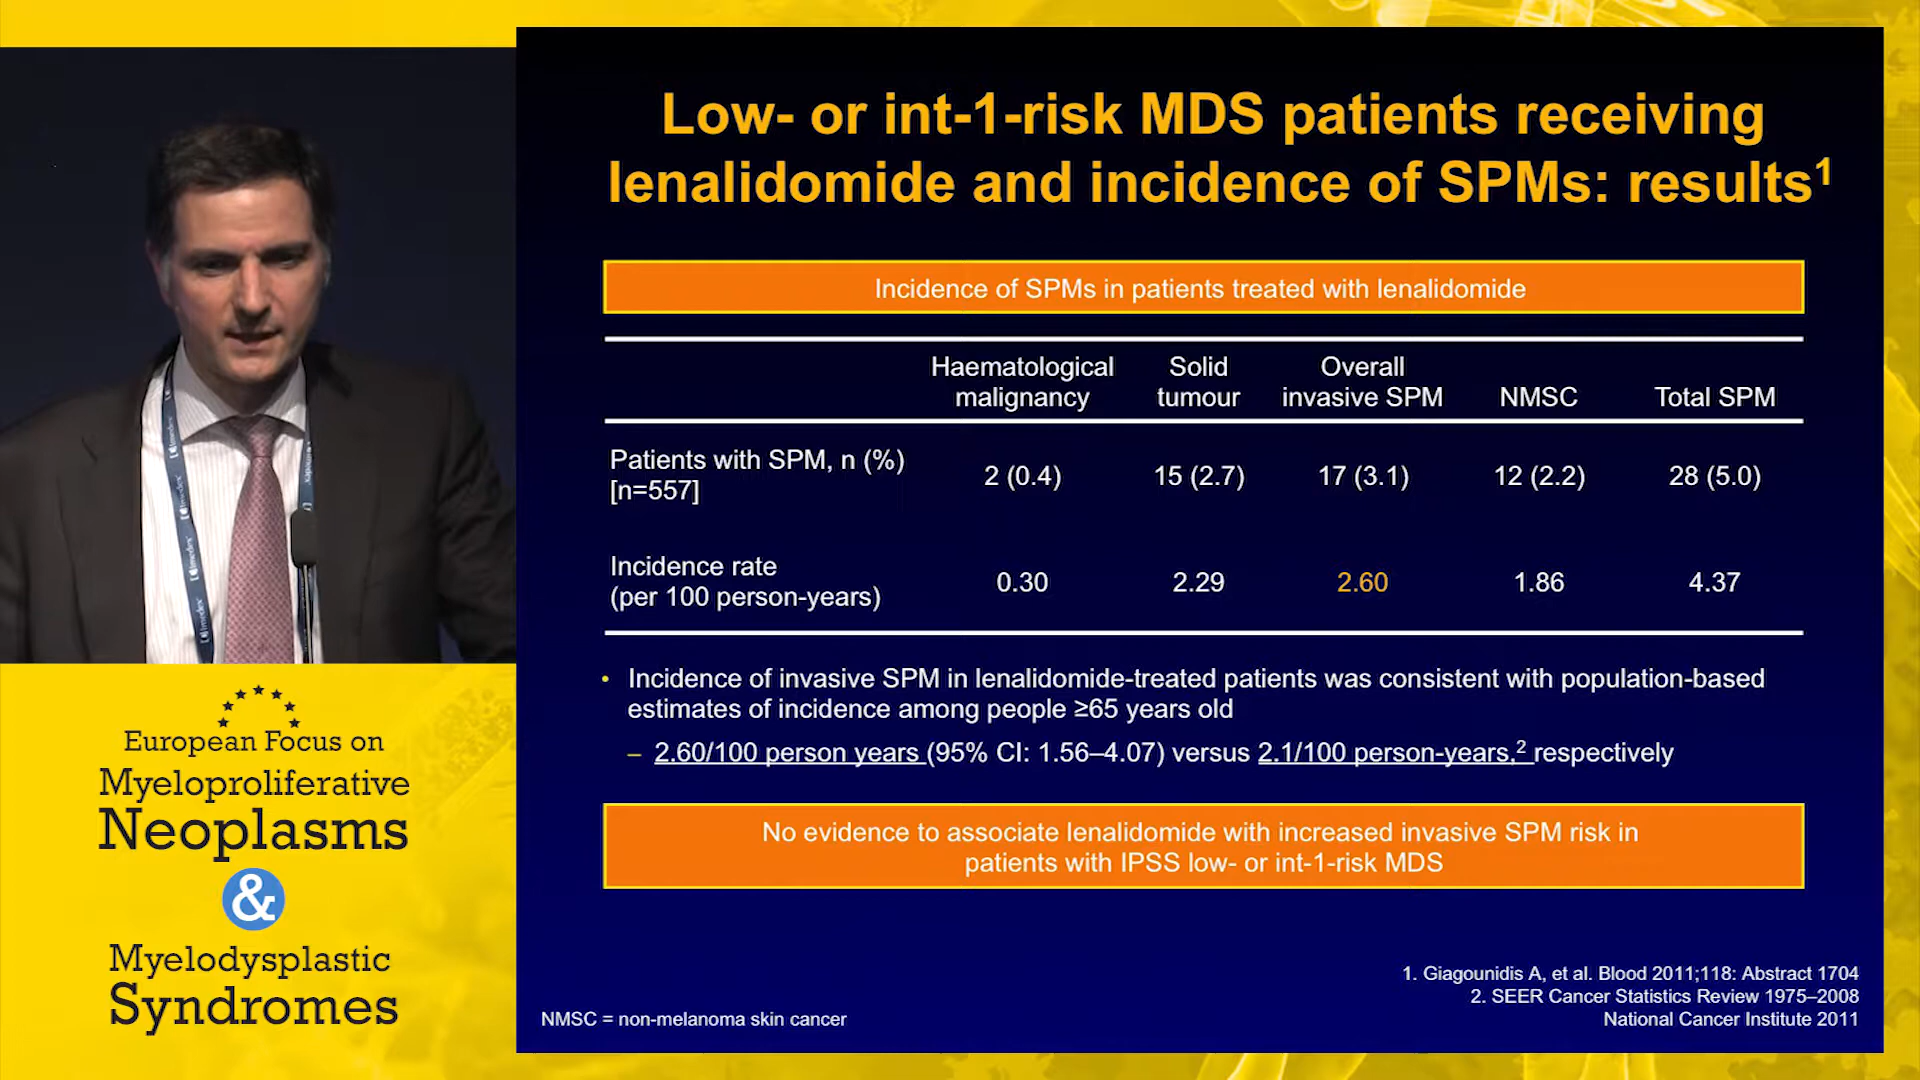 Low- or int-1-risk MDS patients receiving
lenalidomide and incidence of SPMs: results1
Incidence of SPMs in patients treated with lenalidomide
Haematological malignancy
Solid tumour
Overall invasive SPM
NMSC
Total SPM
Patients with SPM, n (%)
[n=557]
2 (0.4)
15 (2.7)
17 (3.1)
12 (2.2)
28 (5.0)
Incidence rate
(per 100 person-years)
0.30
2.29
2.60
1.86
4.37
• Incidence of invasive SPM in lenalidomide-treated patients was consistent with population-based
estimates of incidence among people ≥65 years old
– 2.60/100 person years (95% CI: 1.56–4.07) versus 2.1/100 person-years,2 respectively
No evidence to associate lenalidomide with increased invasive SPM risk in
patients with IPSS low- or int-1-risk MDS
1. Giagounidis A, et al. Blood 2011;118: Abstract 1704
2. SEER Cancer Statistics Review 1975–2008
National Cancer Institute 2011
NMSC = non-melanoma skin cancer
European Focus on
Myeloproliferative
Neoplasms
&
Myelodysplastic
Syndromes
imedex
imedex
imedex
imedex